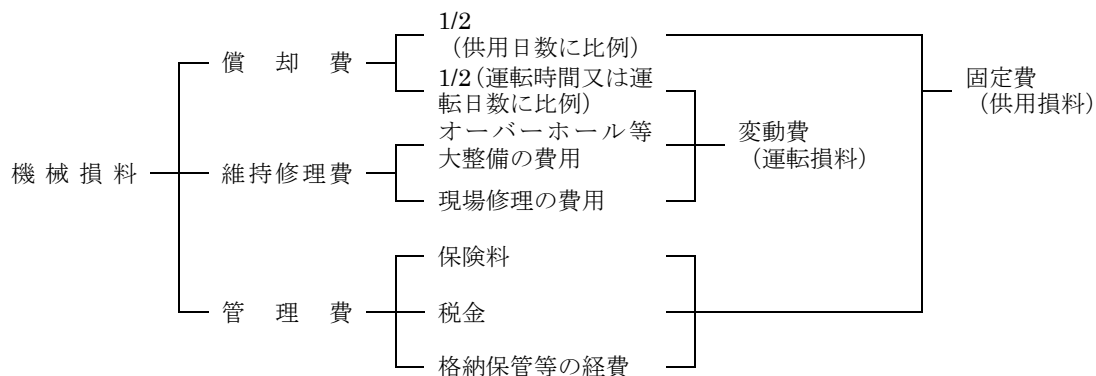 機械損料
償却費
1/2
（供用日数に比例）
1/2（運転時間又は運
転日数に比例）
維持修理費
オーバーホール等
大整備の費用
現場修理の費用
管理費
保険料
税金
格納保管等の経費
変動費
（運転損料）
固定費
（供用損料）